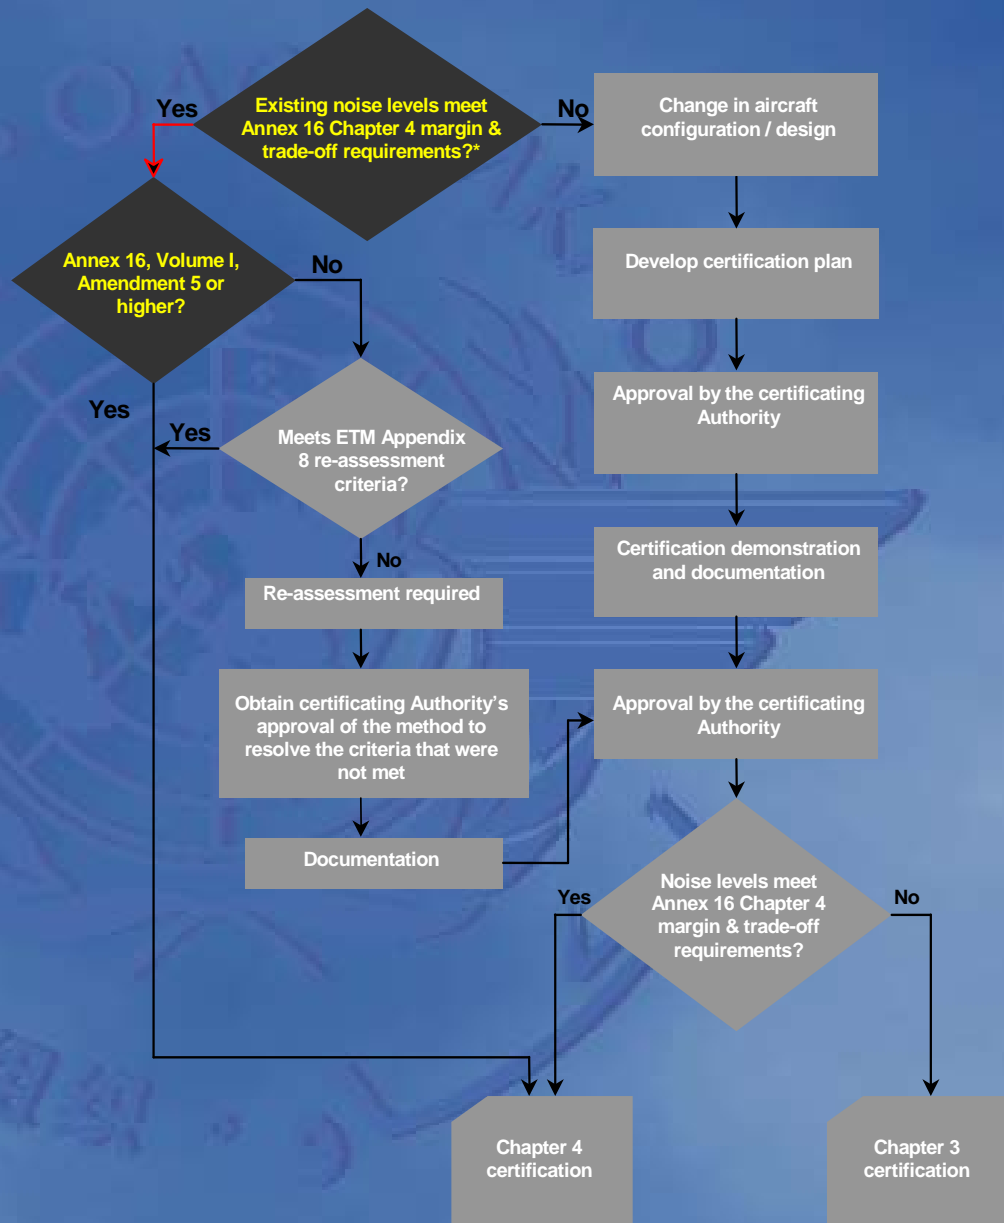 Yes
Existing noise levels meet
Annex 16 Chapter 4 margin &
trade-off requirements?*
No
Change in aircraft
configuration / design
Annex 16, Volume I,
Amendment 5 or
higher?
No
Develop certification plan
Yes
Yes
Meets ETM Appendix
8 re-assessment
criteria?
Approval by the certificating
Authority
No
Re-assessment required
Certification demonstration
and documentation
Obtain certificating Authority's
approval of the method to
resolve the criteria that were
not met
Approval by the certificating
Authority
Documentation
Yes
Noise levels meet
Annex 16 Chapter 4
margin & trade-off
requirements?
No
Chapter 4
certification
Chapter 3
certification